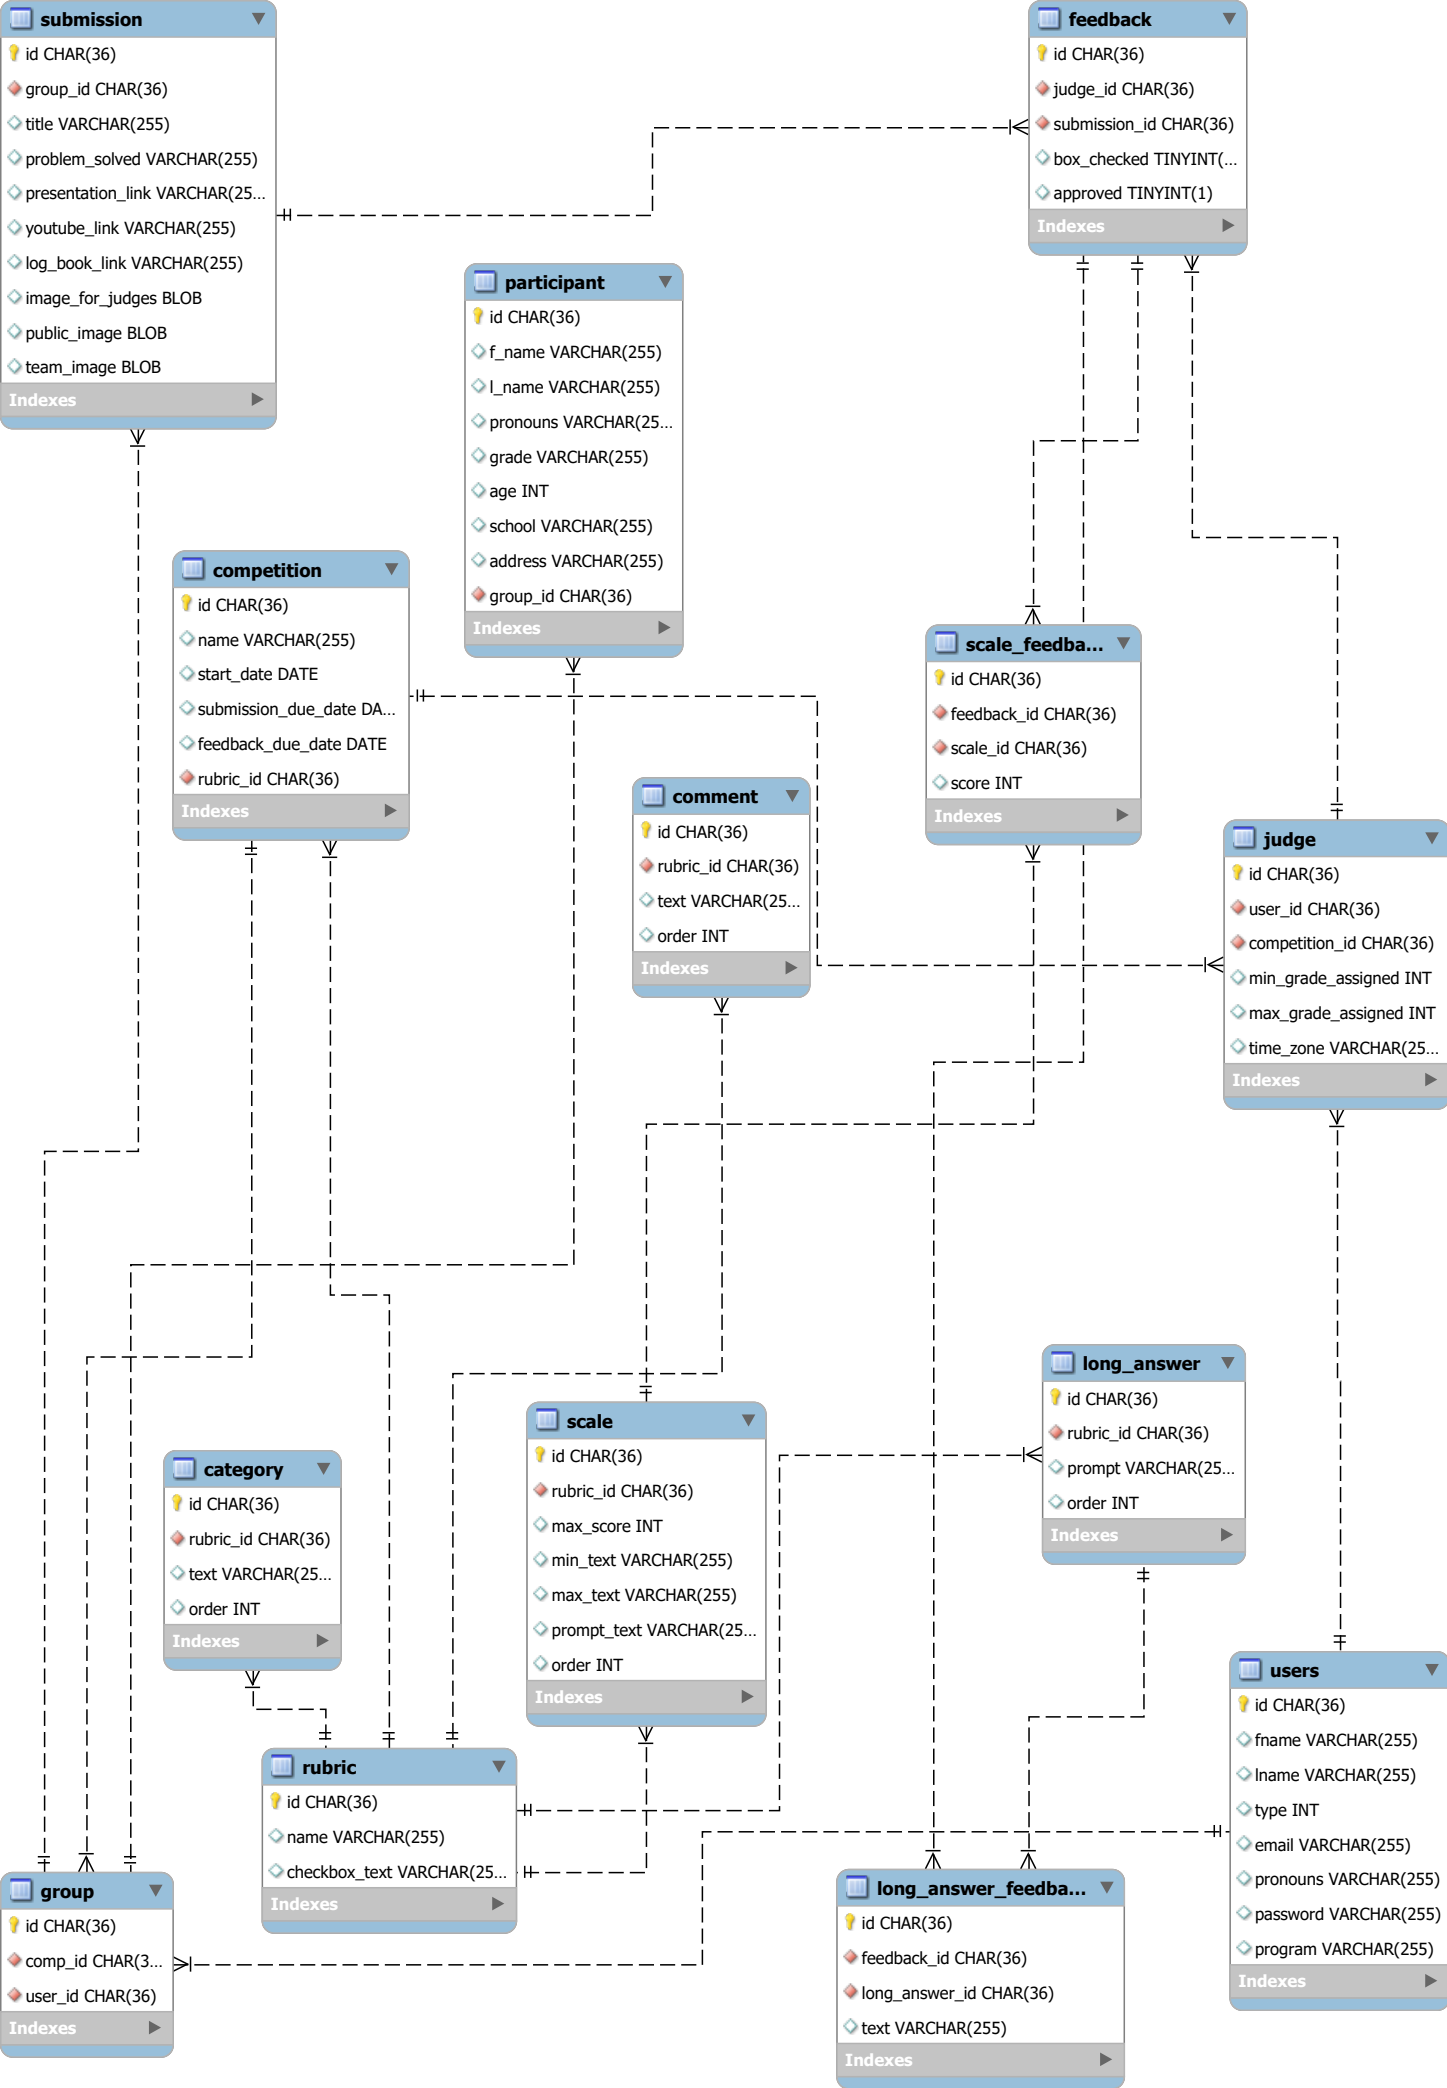 submission
id CHAR(36)
group_id CHAR(36)
title VARCHAR(255)
problem_solved VARCHAR(255)
presentation_link VARCHAR(25...
youtube_link VARCHAR(255)
log_book_link VARCHAR(255)
image_for_judges BLOB
public_image BLOB
team_image BLOB
Indexes
feedback
id CHAR(36)
judge_id CHAR(36)
submission_id CHAR(36)
box_checked TINYINT(...
approved TINYINT(1)
Indexes
participant
id CHAR(36)
f_name VARCHAR(255)
l_name VARCHAR(255)
pronouns VARCHAR(25...
grade VARCHAR(255)
age INT
school VARCHAR(255)
address VARCHAR(255)
group_id CHAR(36)
Indexes
competition
id CHAR(36)
name VARCHAR(255)
start_date DATE
submission_due_date DA...
feedback_due_date DATE
rubric_id CHAR(36)
Indexes
scale_feedba...
id CHAR(36)
feedback_id CHAR(36)
scale_id CHAR(36)
score INT
Indexes
comment
id CHAR(36)
rubric_id CHAR(36)
text VARCHAR(25...
order INT
Indexes
judge
id CHAR(36)
user_id CHAR(36)
competition_id CHAR(36)
min_grade_assigned INT
max_grade_assigned INT
time_zone VARCHAR(25...
Indexes
long_answer
id CHAR(36)
rubric_id CHAR(36)
prompt VARCHAR(25...
order INT
Indexes
scale
id CHAR(36)
rubric_id CHAR(36)
max_score INT
min_text VARCHAR(255)
max_text VARCHAR(255)
prompt_text VARCHAR(25...
order INT
Indexes
category
id CHAR(36)
rubric_id CHAR(36)
text VARCHAR(25...
order INT
Indexes
users
id CHAR(36)
fname VARCHAR(255)
lname VARCHAR(255)
type INT
email VARCHAR(255)
pronouns VARCHAR(255)
password VARCHAR(255)
program VARCHAR(255)
Indexes
rubric
id CHAR(36)
name VARCHAR(255)
checkbox_text VARCHAR(25...
Indexes
group
id CHAR(36)
comp_id CHAR(3...
user_id CHAR(36)
Indexes
long_answer_feedba...
id CHAR(36)
feedback_id CHAR(36)
long_answer_id CHAR(36)
text VARCHAR(255)
Indexes